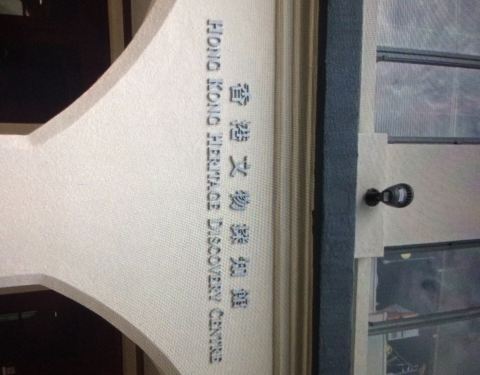 香港文物探知館
HONG KONG HERITAGE DISCOVERY CENTRE